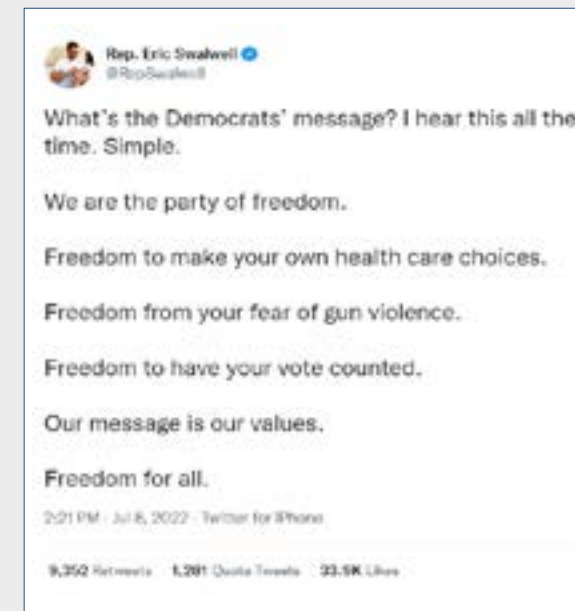 Rep. Eric Swalwell
@RepSwalwell
What's the Democrats' message? I hear this all the
time. Simple.
We are the party of freedom.
Freedom to make your own health care choices.
Freedom from your fear of gun violence.
Freedom to have your vote counted.
Our message is our values.
Freedom for all.
2:21 PM · Jul 8, 2022 · Twitter for iPhone
9,352 Retweets 1,281 Quote Tweets 33.9K Likes